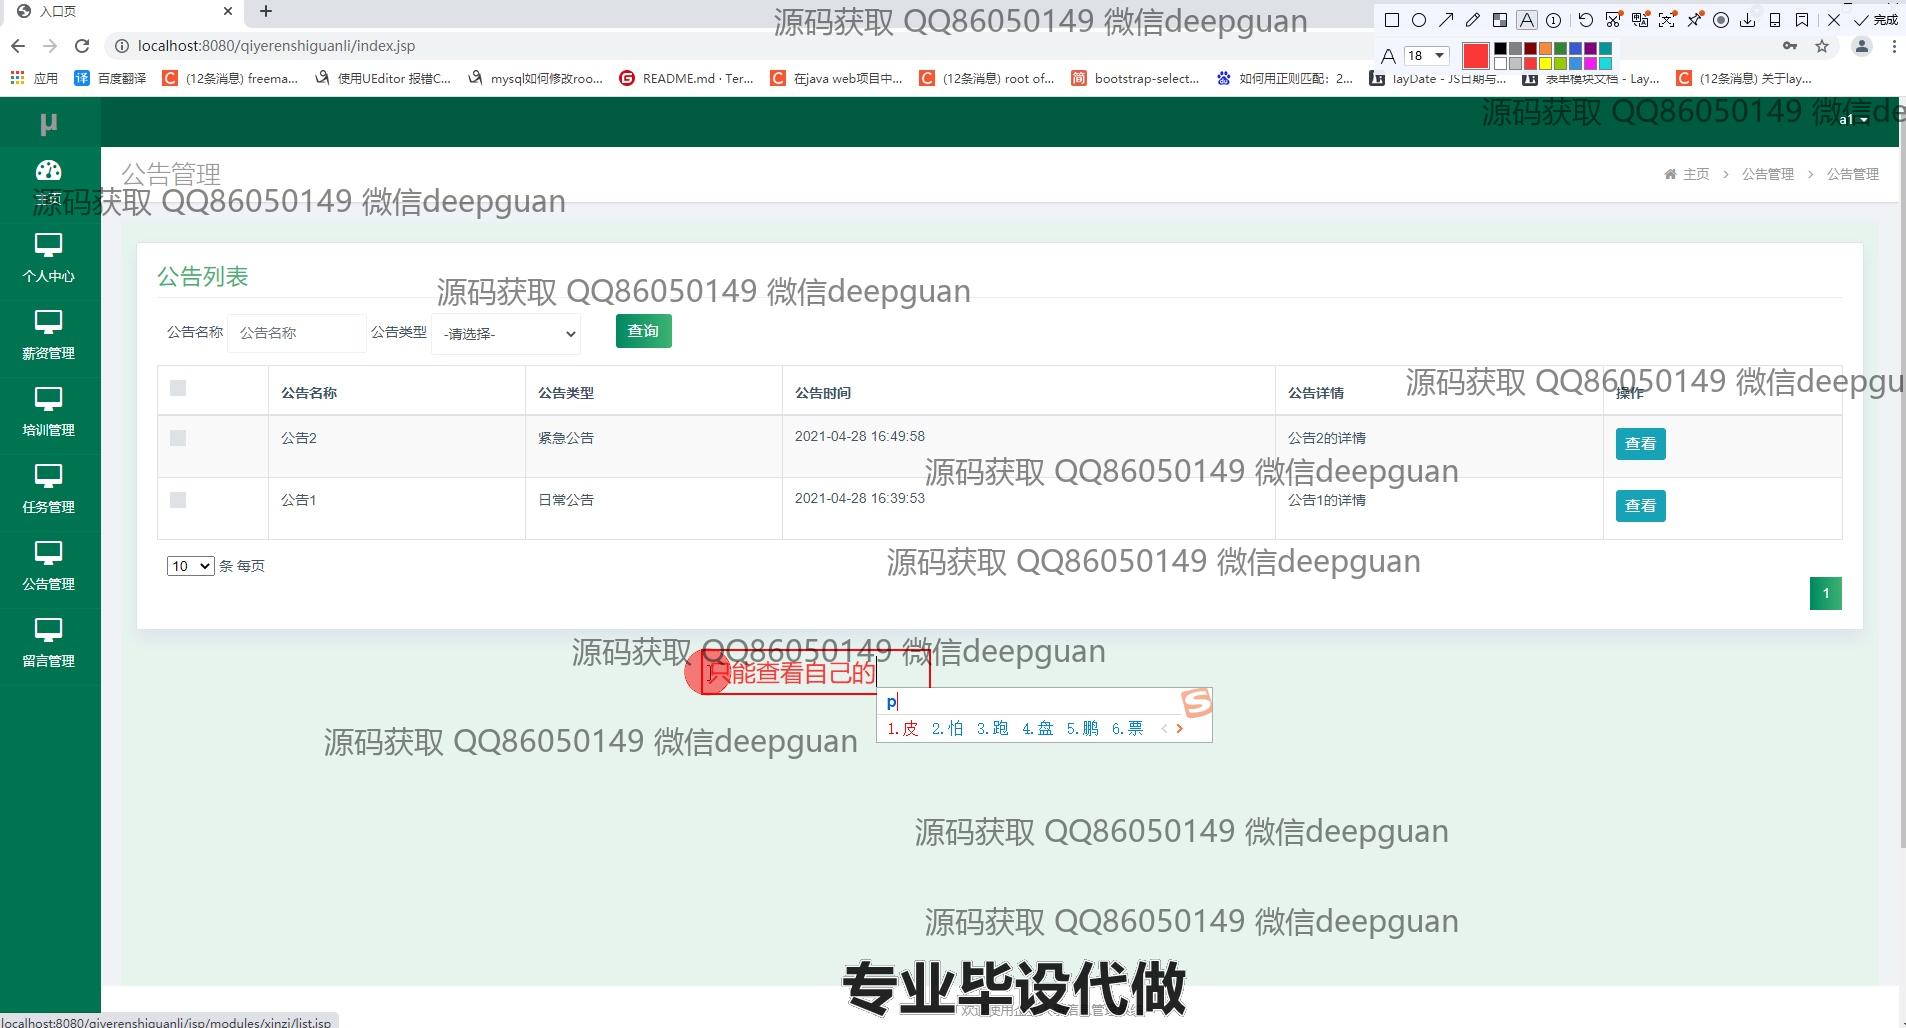 入口页
源码获取 QQ86050149 微信deepguan
完成
localhost:8080/qiyerenshiguanli/index.jsp
A 18
应用 百度翻译 (12条消息) freema... 使用UEditor 报错C... mysql如何修改roo... README.md · Ter... 在java web项目中... (12条消息) root of... bootstrap-select... 如何用正则匹配：2... layDate - JS日期与... 表单模块文档 - Lay... (12条消息) 关于lay...
源码获取 QQ86050149 微信de
μ
a1
公告管理
主页 > 公告管理 > 公告管理
主页
源码获取 QQ86050149 微信deepguan
个人中心
公告列表
源码获取 QQ86050149 微信deepguan
公告名称 公告名称 公告类型 -请选择- 查询
薪资管理
源码获取 QQ86050149 微信deepgu
公告名称 公告类型 公告时间 公告详情 操作
培训管理
公告2 紧急公告 2021-04-28 16:49:58 公告2的详情 查看
源码获取 QQ86050149 微信deepguan
公告1 日常公告 2021-04-28 16:39:53 公告1的详情 查看
任务管理
源码获取 QQ86050149 微信deepguan
10 条 每页
公告管理
1
源码获取 QQ86050149 微信deepguan
留言管理
只能查看自己的
p
1.皮 2.怕 3.跑 4.盘 5.鹏 6.票
源码获取 QQ86050149 微信deepguan
源码获取 QQ86050149 微信deepguan
源码获取 QQ86050149 微信deepguan
专业毕设代做
localhost:8080/qiyerenshiguanli/jsp/modules/xinzi/list.jsp